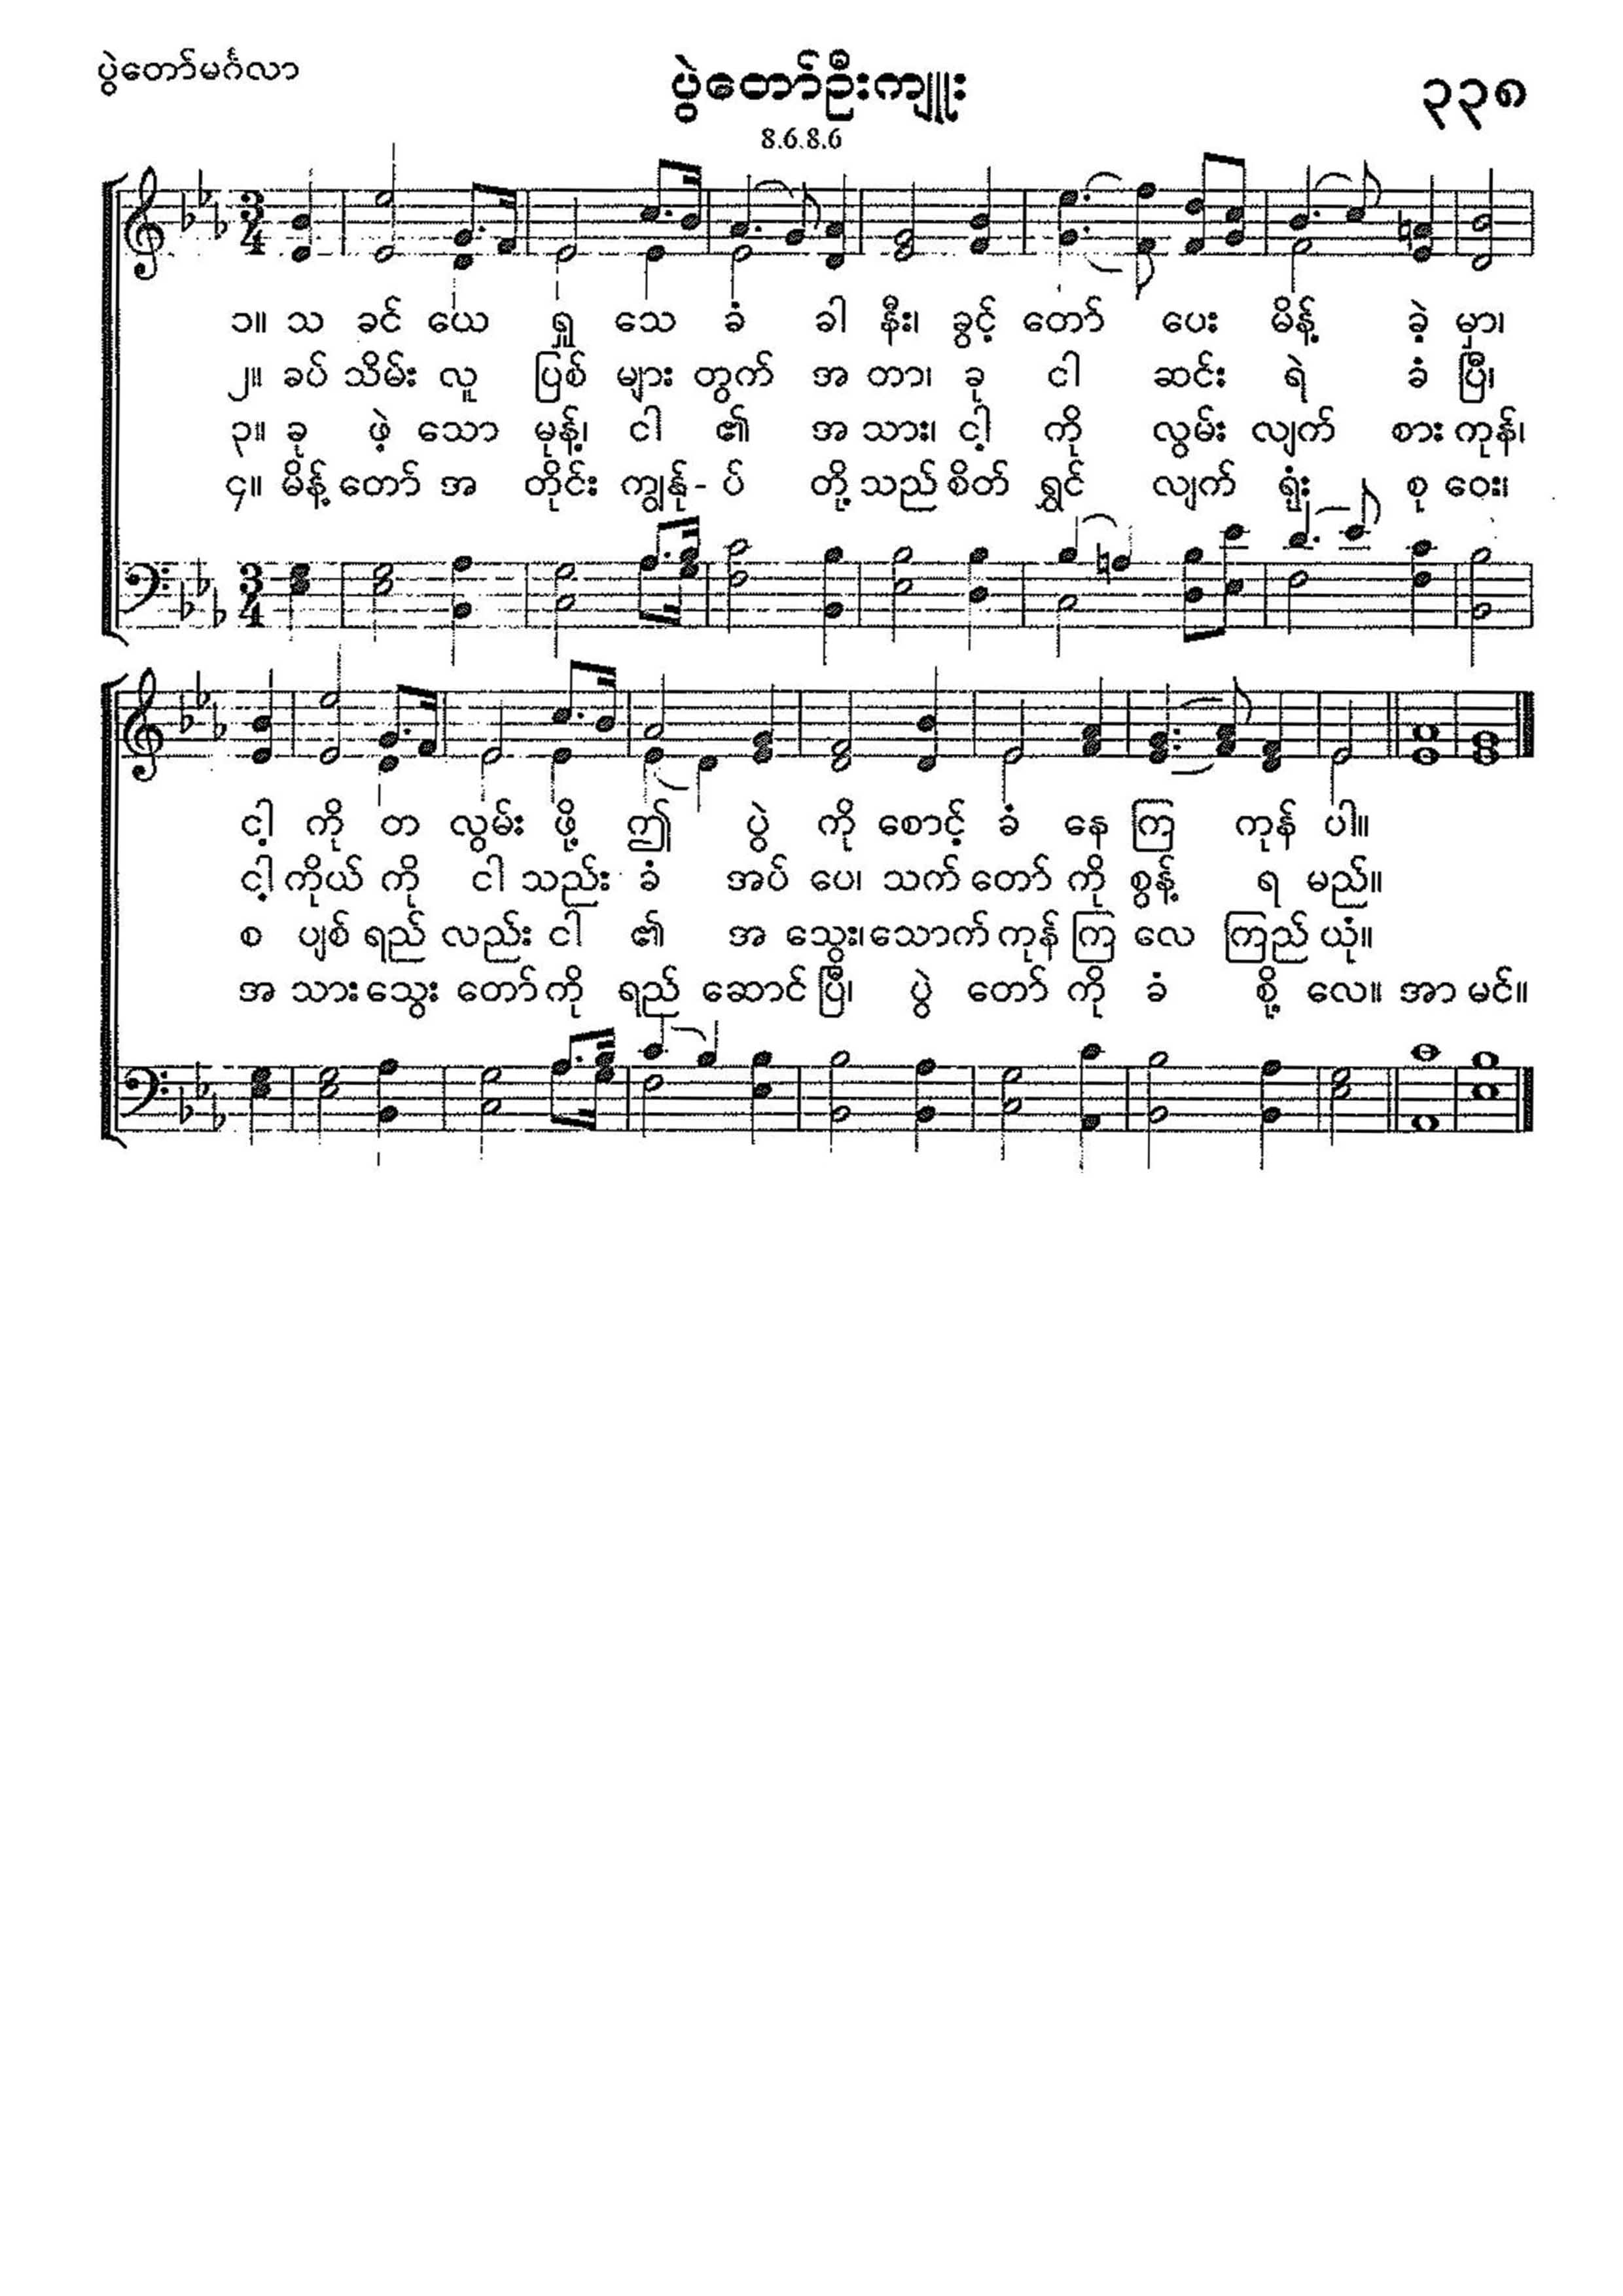 ပွဲတော်မင်္ဂလာ
ပွဲတော်ဦးကျူး
၃၃၈
8.6.8.6
၁။ သ ခင် ယေ ရှု သေ ခံ ခါ နီး၊ ခွင့် တော် ပေး မိန့် ခဲ့ မှာ၊
၂။ ခပ် သိမ်း လူ ပြစ် များ တွက် အ တာ၊ ခု ငါ ဆင်း ရဲ ခံ ပြီ၊
၃။ ခု ဖဲ့ သော မုန့်၊ ငါ ၏ အ သား၊ ငါ့ ကို လွမ်း လျက် စား ကုန်၊
၄။ မိန့် တော် အ တိုင်း ကျွန်ု - ပ် တို့ သည် စိတ် ရွှင် လျက် ရုံး စု ဝေး၊
ငါ့ ကို တ လွမ်း ဖို့ ဤ ပွဲ ကို စောင့် ခံ နေ ကြ ကုန် ပါ။
ငါ့ ကိုယ် ကို ငါ သည်း ခံ အပ် ပေ၊ သက် တော် ကို စွန့် ရ မည်။
စ ပျစ် ရည် လည်း ငါ ၏ အ သွေး၊ သောက် ကုန် ကြ လေ ကြည် ယုံ။
အ သား သွေး တော် ကို ရည် ဆောင် ပြီ၊ ပွဲ တော် ကို ခံ စို့ လေ။ အာ မင်။